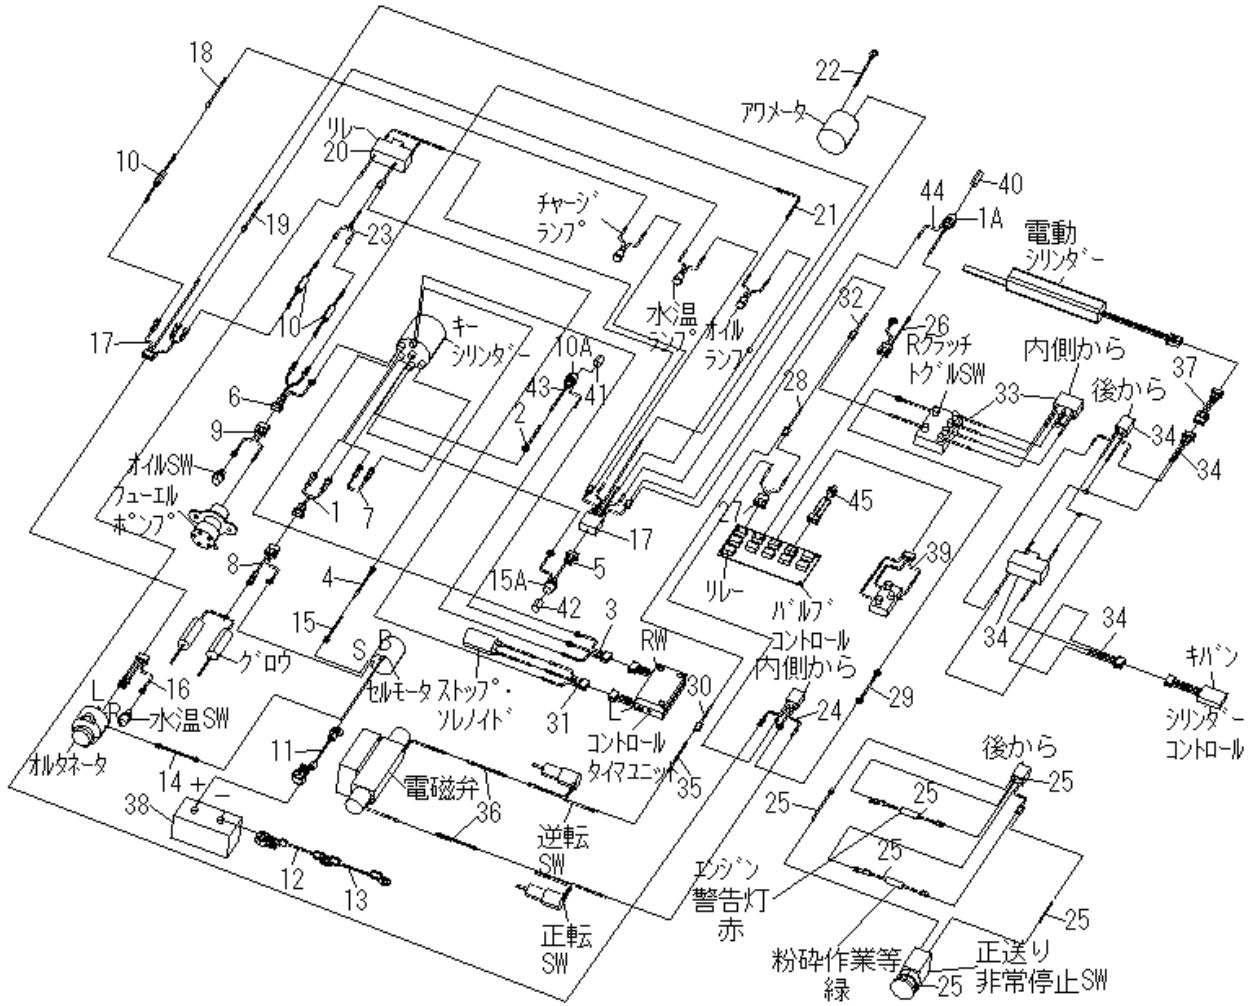 18
22
アワメータ
リレー
20
10
19
チャージ
ランプ
21
44
40
1A
電動
シリンダー
23
キー
シリンダー
水温
ランプ
オイル
ランプ
32
26
Rクラッチ
トグルSW
内側から
後から
37
17
10
10A
43
41
2
28
33
34
34
6
9
オイルSW
フューエル
ポンプ
1
7
45
27
17
リレー
39
8
4
5
15A
42
バルブ
コントロール
内側から
34
15
3
34
グロウ
S
B
セルモータ
ストップ・
ソレノイド
RW
30
31
L
コントロール
タイマユニット
24
29
キバン
シリンダー
コントロール
L
R
16
水温SW
オルタネータ
14
11
電磁弁
36
35
後から
25
25
25
38
+
-
36
逆転
SW
12
13
エンジン
警告灯
赤
25
25
正転
SW
粉砕作業等
緑
正送り
非常停止SW
25